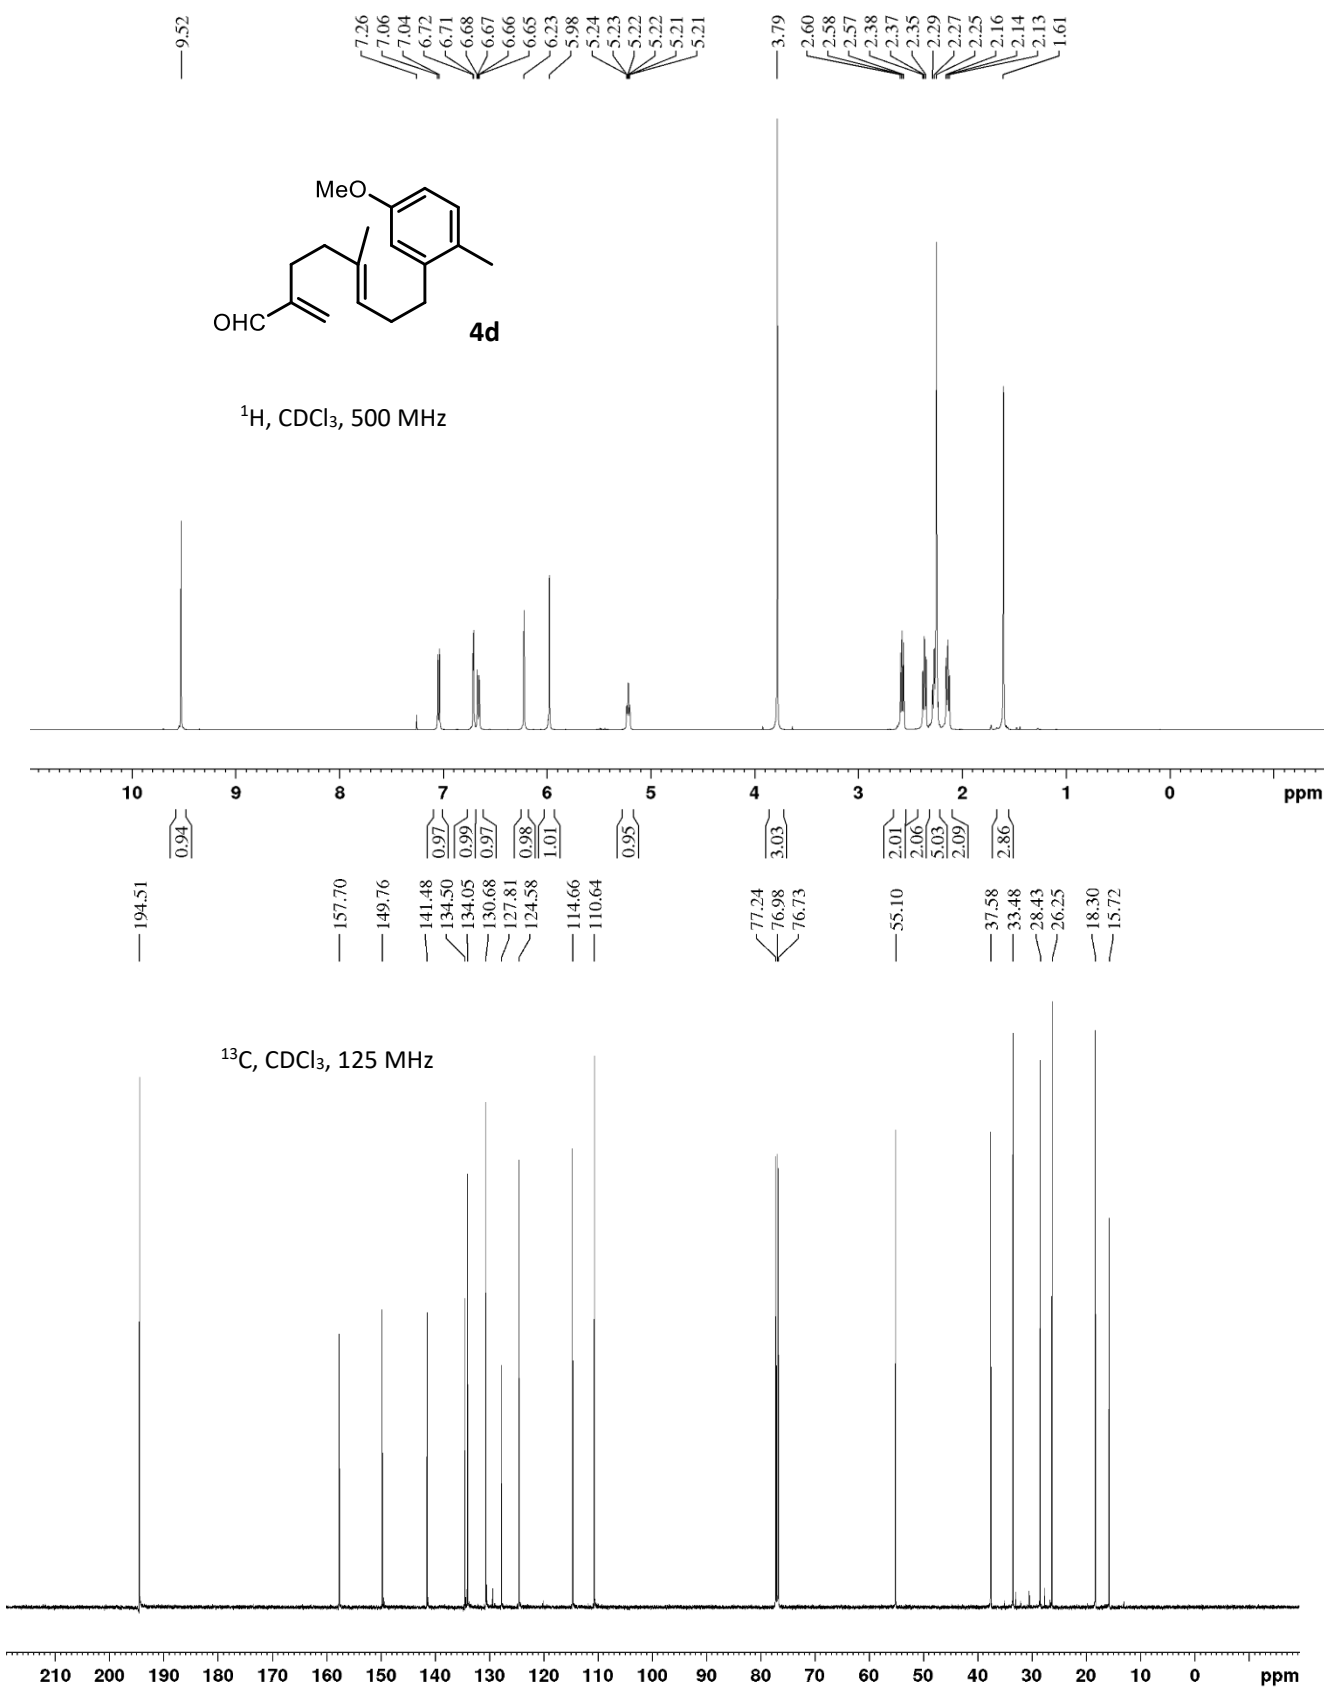 9.52 7.26 7.06 7.04 6.72 6.71 6.68 6.67 6.66 6.65 6.23 5.98 5.24 5.23 5.22 5.22 5.21 5.21 3.79 2.60 2.58 2.57 2.38 2.37 2.35 2.29 2.27 2.25 2.16 2.14 2.13 1.61
MeO
OHC
4d
¹H, CDCl₃, 500 MHz
10 9 8 7 6 5 4 3 2 1 0 ppm
0.94 0.97 0.99 0.97 0.98 1.01 0.95 3.03 2.01 2.06 5.03 2.09 2.86
194.51 157.70 149.76 141.48 134.50 134.05 130.68 127.81 124.58 114.66 110.64 77.24 76.98 76.73 55.10 37.58 33.48 28.43 26.25 18.30 15.72
¹³C, CDCl₃, 125 MHz
210 200 190 180 170 160 150 140 130 120 110 100 90 80 70 60 50 40 30 20 10 0 ppm